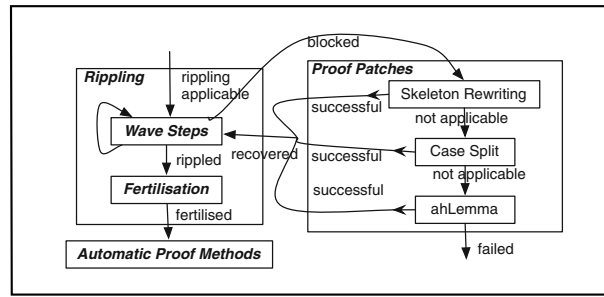 blocked
Rippling
rippling
applicable
Wave Steps
rippled
Fertilisation
fertilised
Automatic Proof Methods
recovered
Proof Patches
successful
Skeleton Rewriting
not applicable
successful
Case Split
not applicable
successful
ahLemma
failed